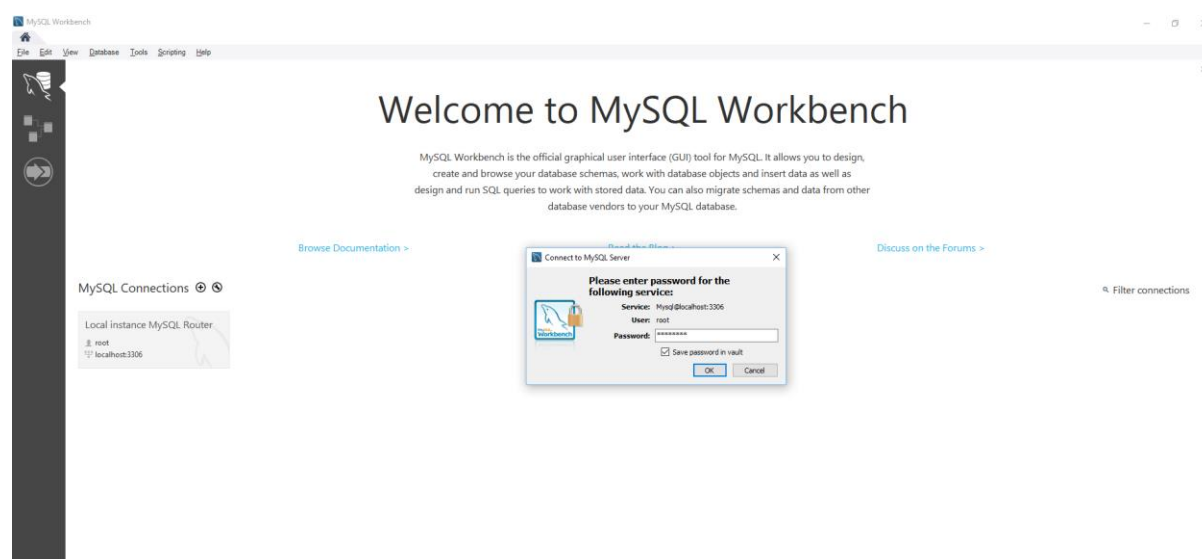 MySQL Workbench
File Edit View Database Tools Scripting Help
Welcome to MySQL Workbench
MySQL Workbench is the official graphical user interface (GUI) tool for MySQL. It allows you to design,
create and browse your database schemas, work with database objects and insert data as well as
design and run SQL queries to work with stored data. You can also migrate schemas and data from other
database vendors to your MySQL database.
Browse Documentation >
Read the Blog >
Discuss on the Forums >
MySQL Connections
Filter connections
Local instance MySQL Router
root
localhost:3306
Connect to MySQL Server
Please enter password for the
following service:
Service: Mysql@localhost:3306
User: root
Password: ********
Save password in vault
OK Cancel
MySQL
Workbench